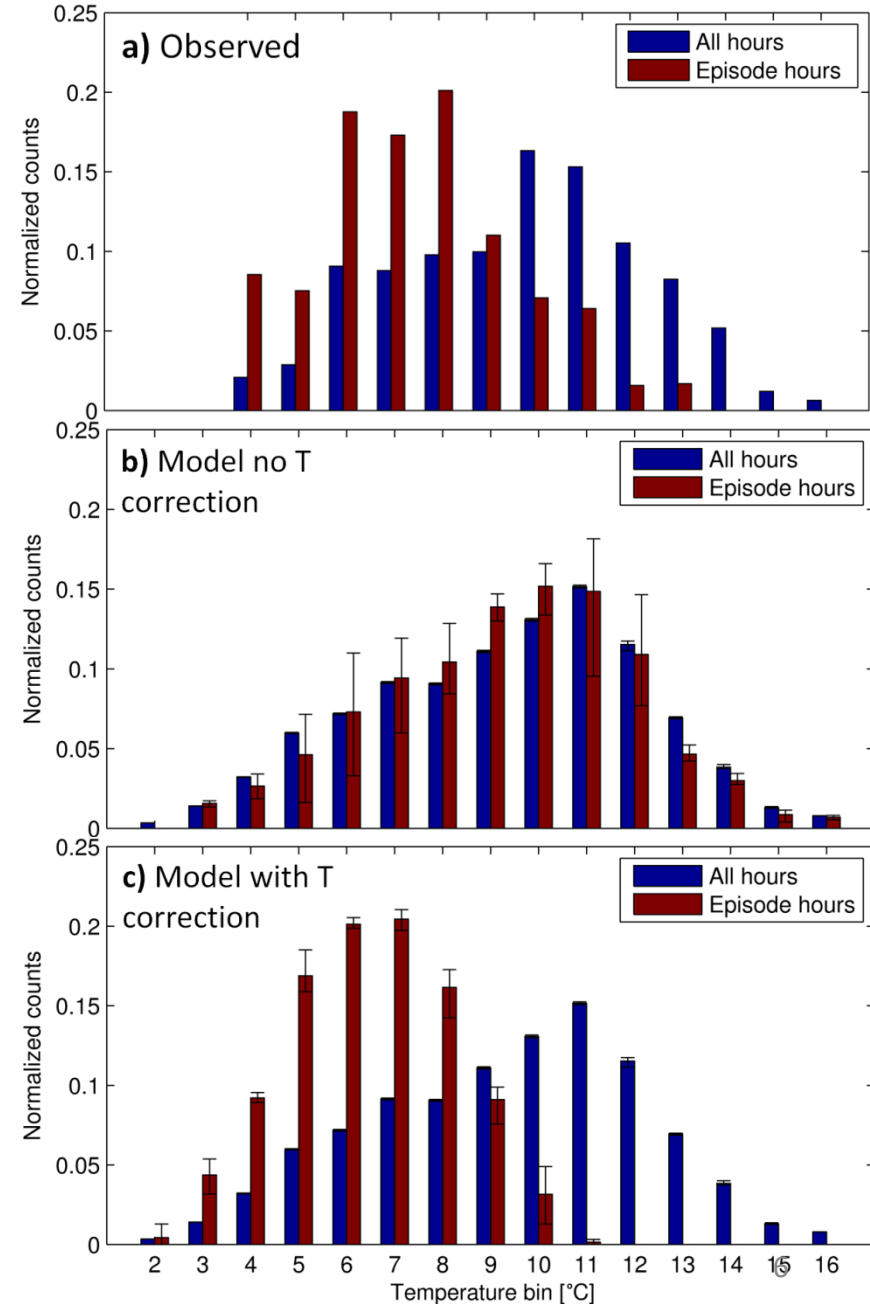 a) Observed
All hours
Episode hours
0.25
0.2
0.15
0.1
0.05
0
Normalized counts
b) Model no T
correction
All hours
Episode hours
0.25
0.2
0.15
0.1
0.05
0
Normalized counts
c) Model with T
correction
All hours
Episode hours
0.25
0.2
0.15
0.1
0.05
0
Normalized counts
2 3 4 5 6 7 8 9 10 11 12 13 14 15 16
6
Temperature bin [°C]